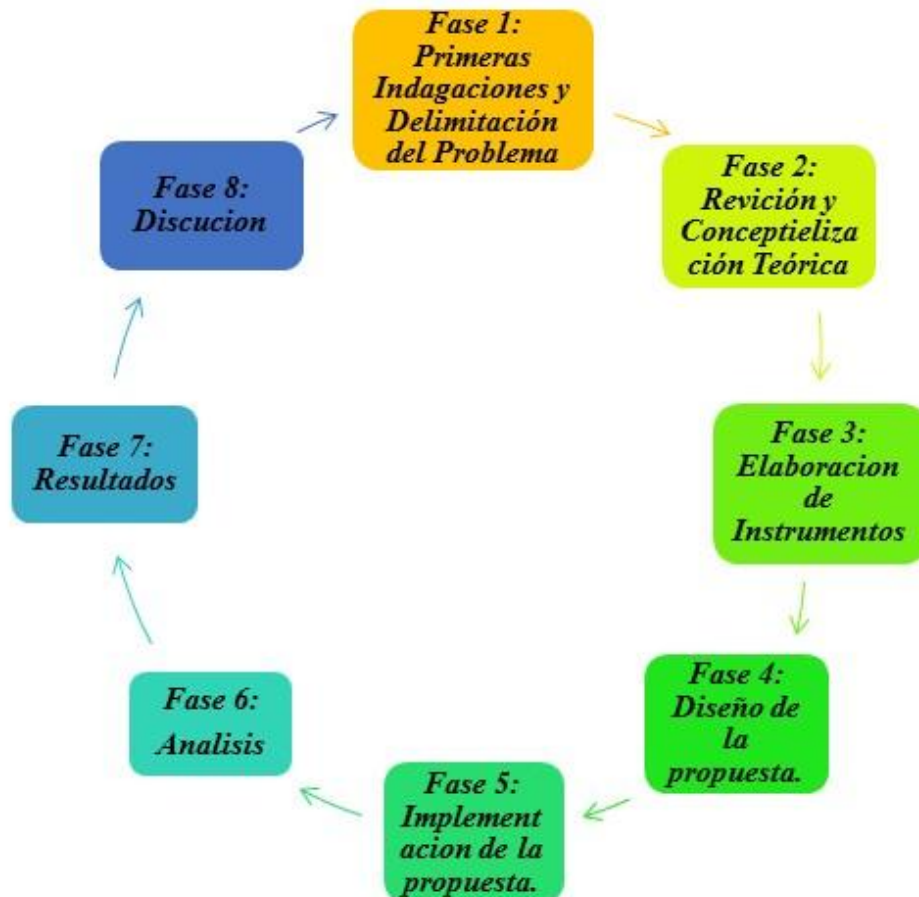 Fase 1:
Primeras
Indagaciones y
Delimitación
del Problema
Fase 2:
Revición y
Conceptieliza
ción Teórica
Fase 3:
Elaboracion
de
Instrumentos
Fase 4:
Diseño de
la
propuesta.
Fase 5:
Implement
acion de la
propuesta.
Fase 6:
Analisis
Fase 7:
Resultados
Fase 8:
Discucion